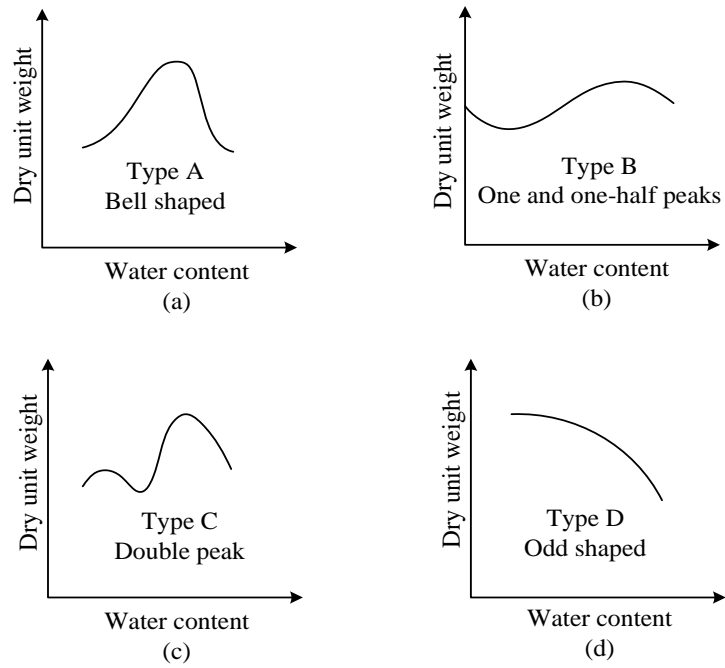 Dry unit weight
Type A
Bell shaped
Water content
(a)
Dry unit weight
Type B
One and one-half peaks
Water content
(b)
Dry unit weight
Type C
Double peak
Water content
(c)
Dry unit weight
Type D
Odd shaped
Water content
(d)